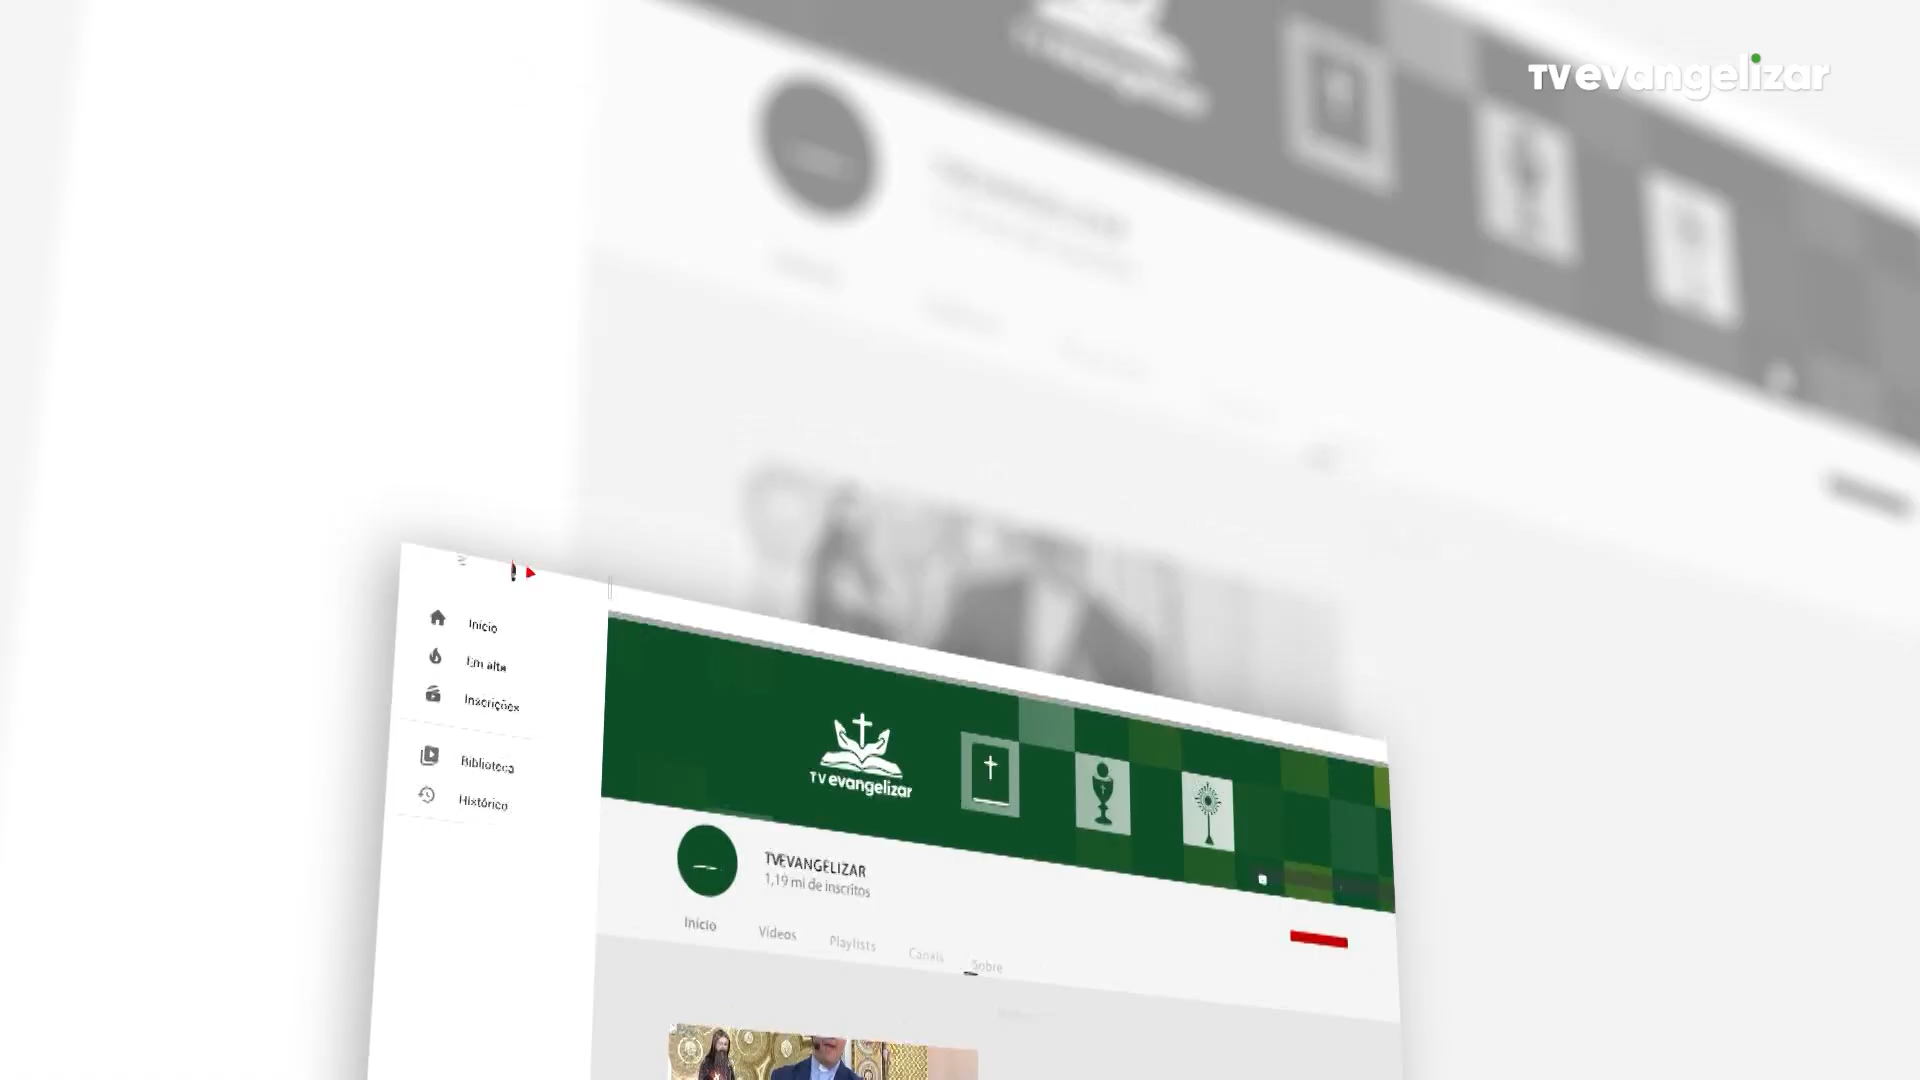 TVevangelizar
Início
Em alta
Inscrições
Biblioteca
Histórico
TV evangelizar
TVEVANGELIZAR
1,19 mi de inscritos
Início
Vídeos
Playlists
Canais
Sobre